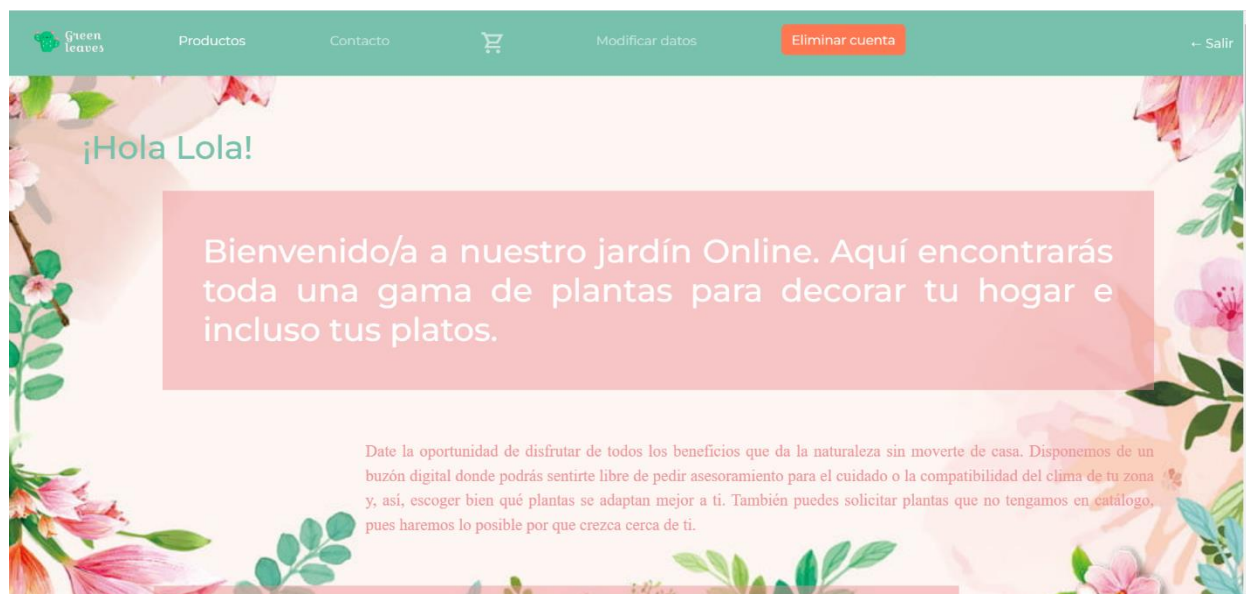 Green
leaves
Productos
Contacto
Modificar datos
Eliminar cuenta
← Salir
¡Hola Lola!
Bienvenido/a a nuestro jardín Online. Aquí encontrarás
toda una gama de plantas para decorar tu hogar e
incluso tus platos.
Date la oportunidad de disfrutar de todos los beneficios que da la naturaleza sin moverte de casa. Disponemos de un
buzón digital donde podrás sentirte libre de pedir asesoramiento para el cuidado o la compatibilidad del clima de tu zona
y, así, escoger bien qué plantas se adaptan mejor a ti. También puedes solicitar plantas que no tengamos en catálogo,
pues haremos lo posible por que crezca cerca de ti.